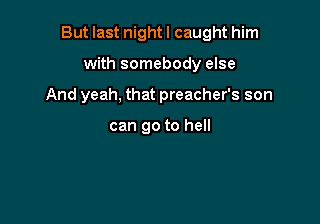 But last night I caught him
with somebody else
And yeah, that preacher's son
can go to hell